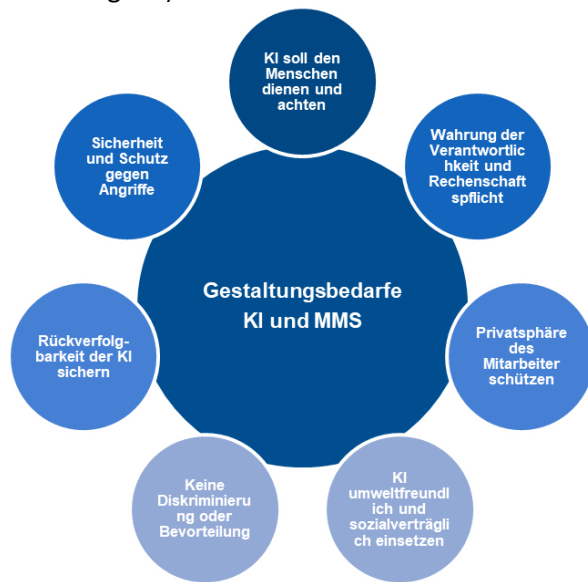 KI soll den
Menschen
dienen und
achten
Wahrung der
Verantwortlic
hkeit und
Rechenschaft
spflicht
Privatsphäre
des
Mitarbeiter
schützen
KI
umweltfreundl
ich und
sozialverträgli
ch einsetzen
Keine
Diskriminieru
ng oder
Bevorteilung
Rückverfolg-
barkeit der KI
sichern
Sicherheit
und Schutz
gegen
Angriffe
Gestaltungsbedarfe
KI und MMS